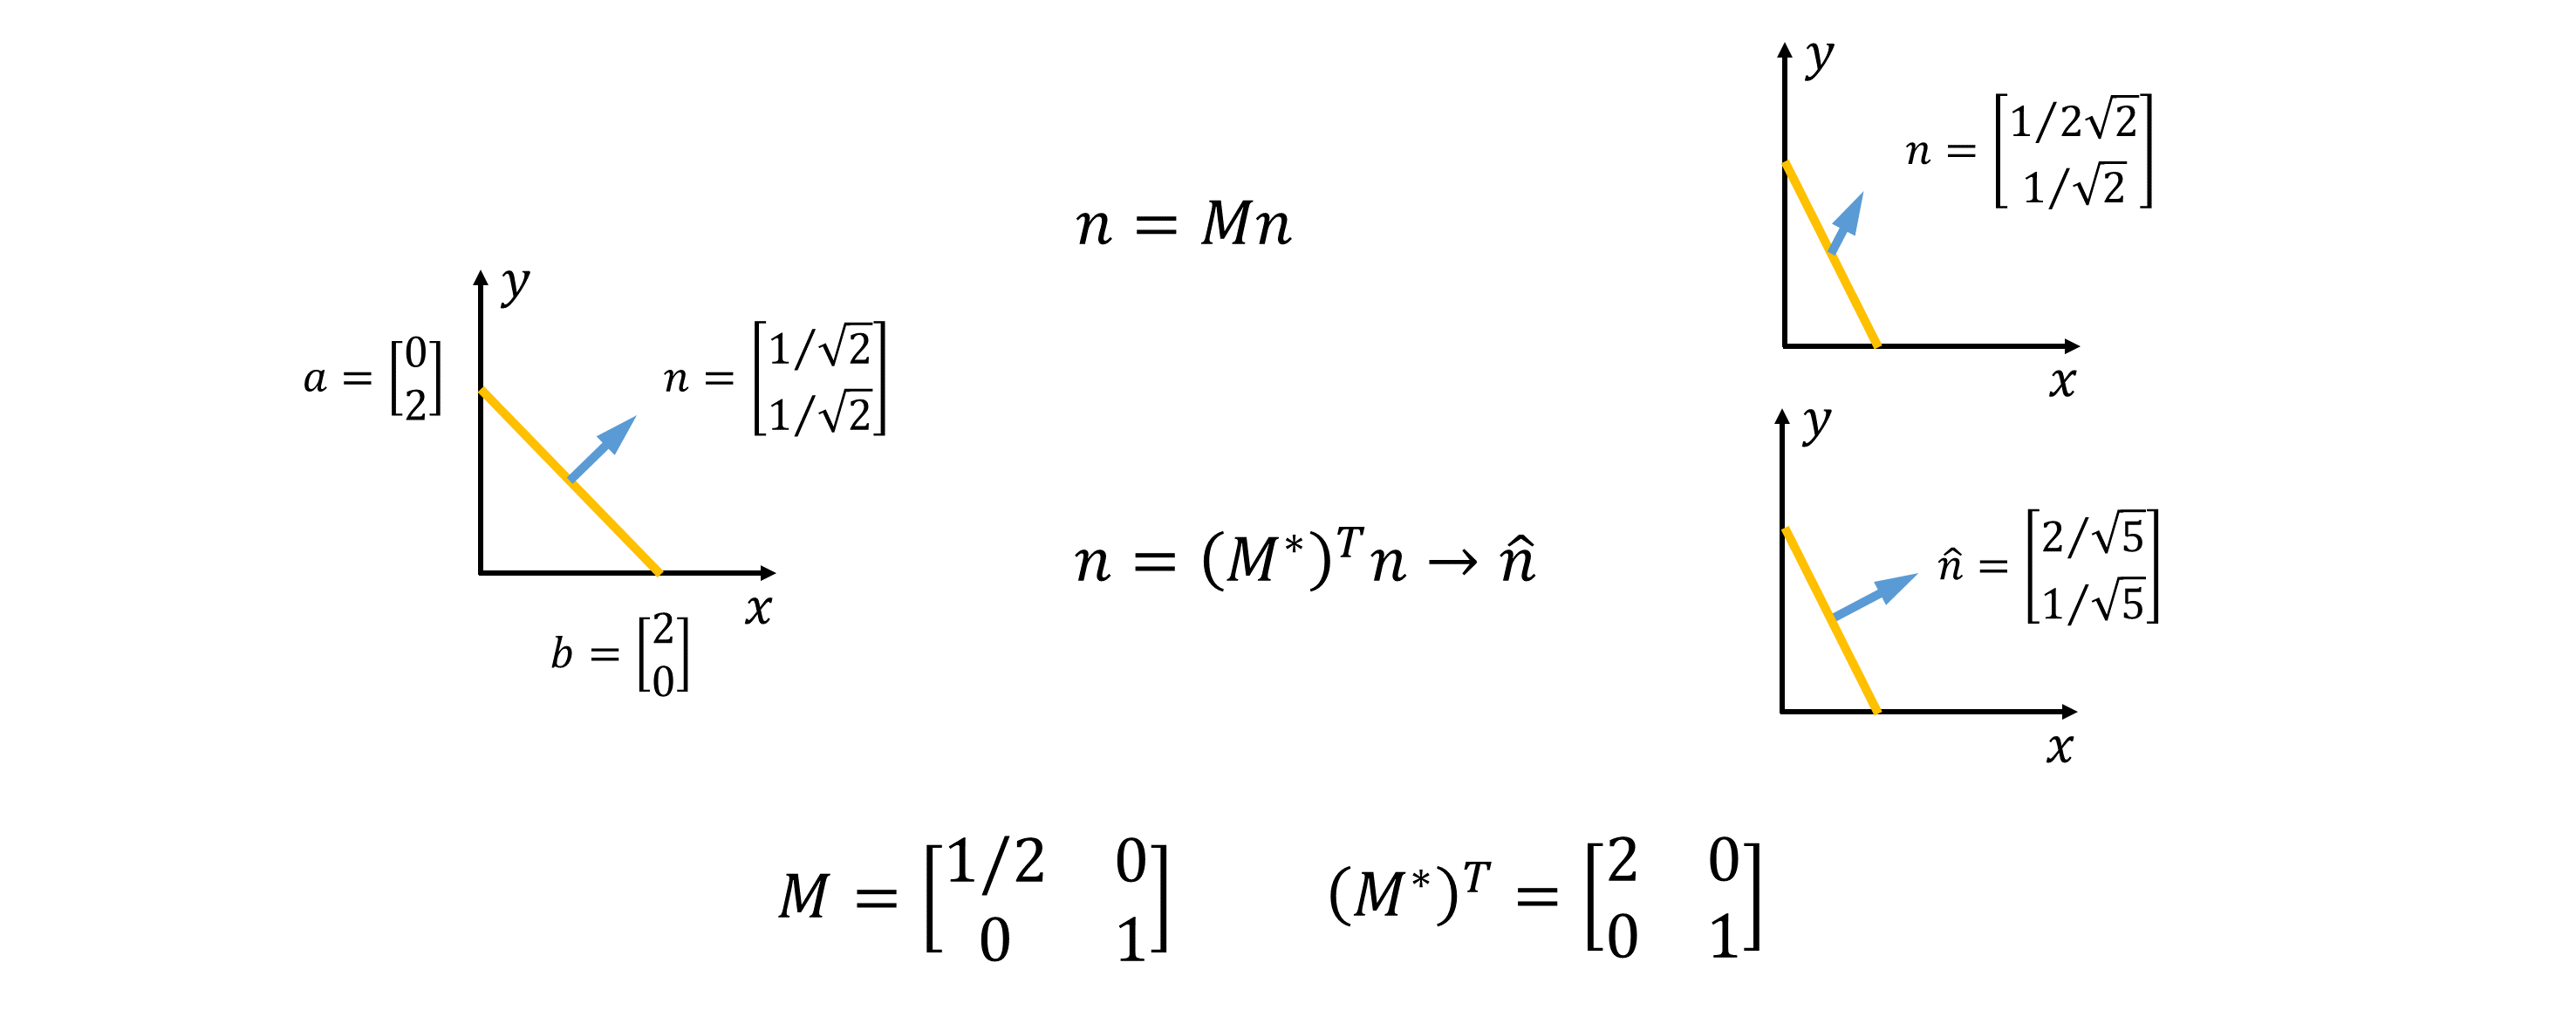 y
a = [0 2]
n = [1/√2 1/√2]
x
b = [2 0]
n = Mn
n = (M*)ᵀn → n̂
y
n = [1/2√2 1/√2]
x
y
n̂ = [2/√5 1/√5]
x
M = [1/2 0 0 1]
(M*)ᵀ = [2 0 0 1]